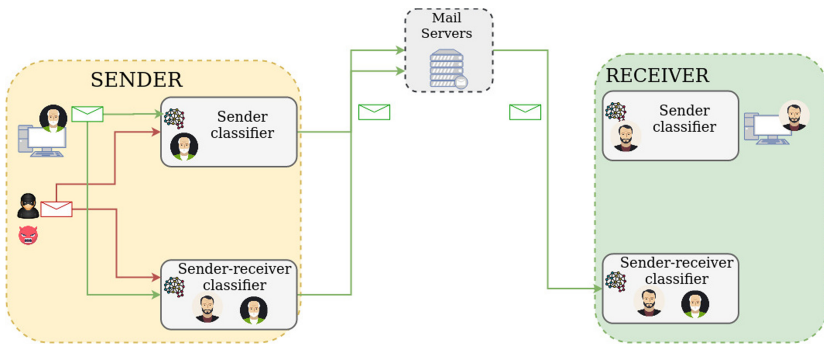 Mail
Servers
SENDER
RECEIVER
Sender
classifier
Sender
classifier
Sender-receiver
classifier
Sender-receiver
classifier